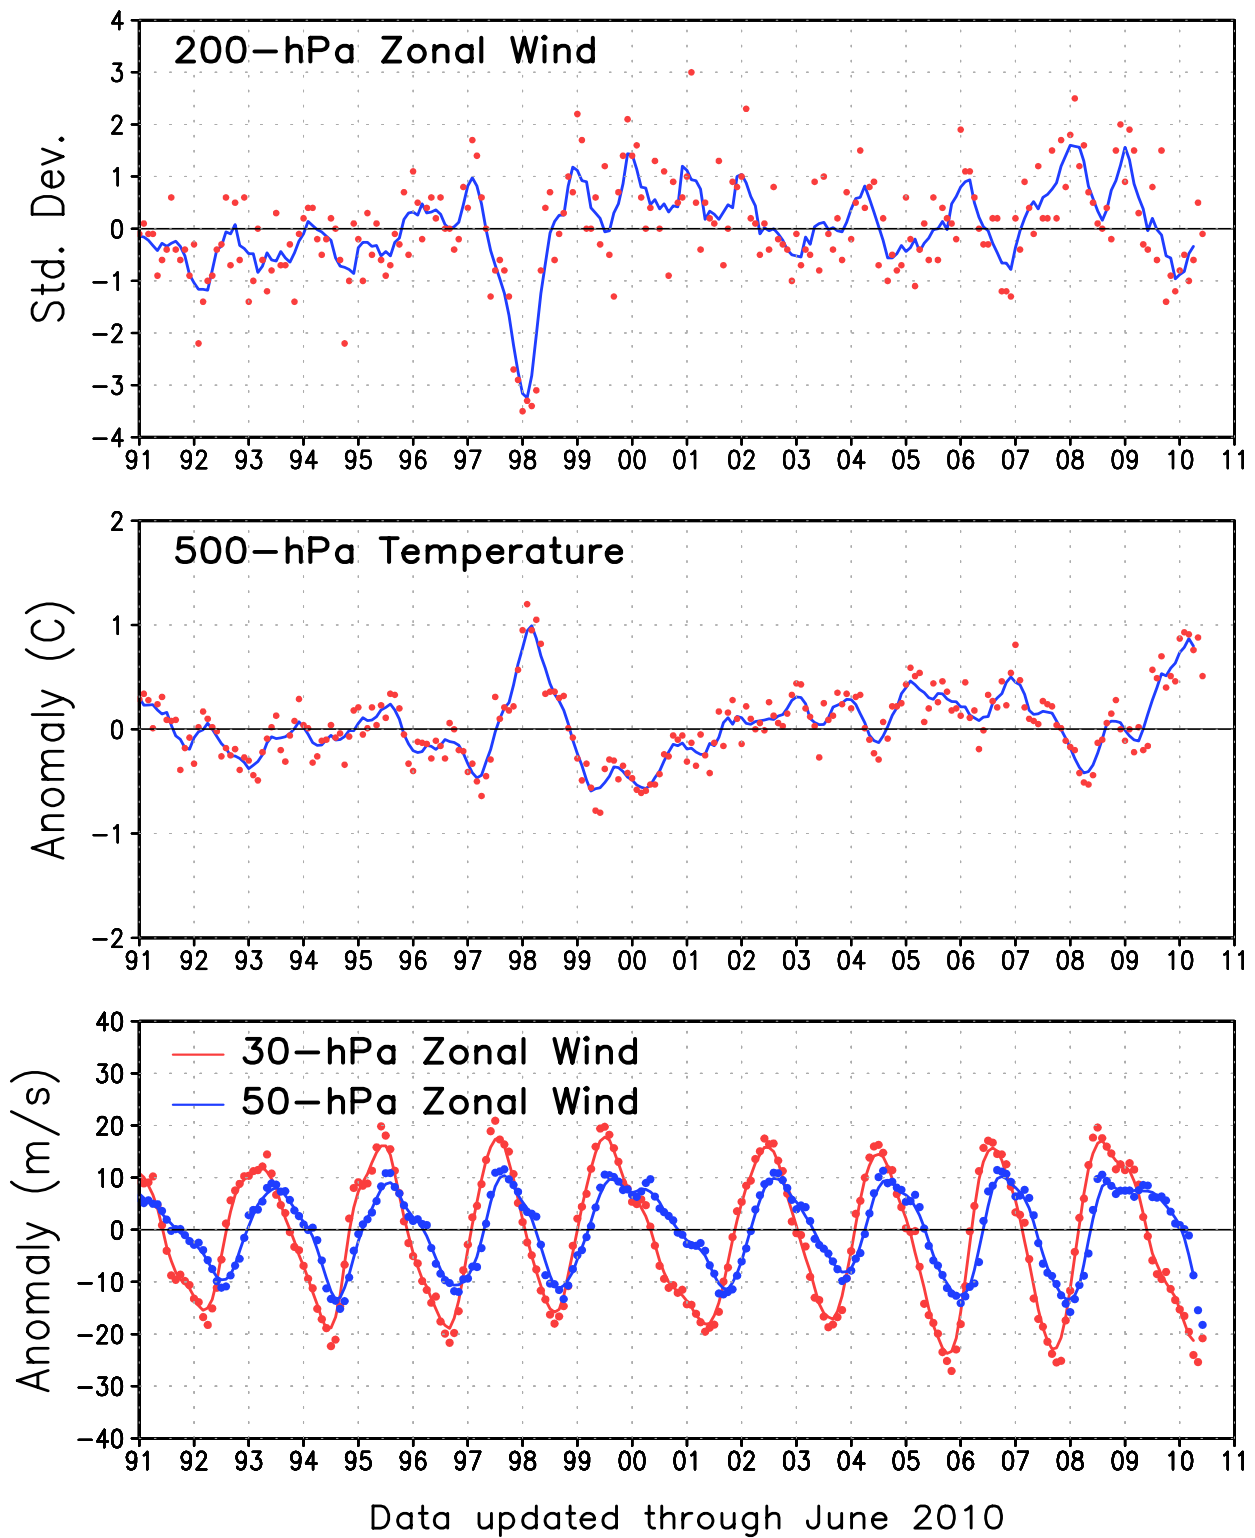 200-hPa Zonal Wind
Std. Dev.
4
3
2
1
0
-1
-2
-3
-4
91 92 93 94 95 96 97 98 99 00 01 02 03 04 05 06 07 08 09 10 11
500-hPa Temperature
Anomaly (C)
2
1
0
-1
-2
91 92 93 94 95 96 97 98 99 00 01 02 03 04 05 06 07 08 09 10 11
30-hPa Zonal Wind
50-hPa Zonal Wind
Anomaly (m/s)
40
30
20
10
0
-10
-20
-30
-40
91 92 93 94 95 96 97 98 99 00 01 02 03 04 05 06 07 08 09 10 11
Data updated through June 2010